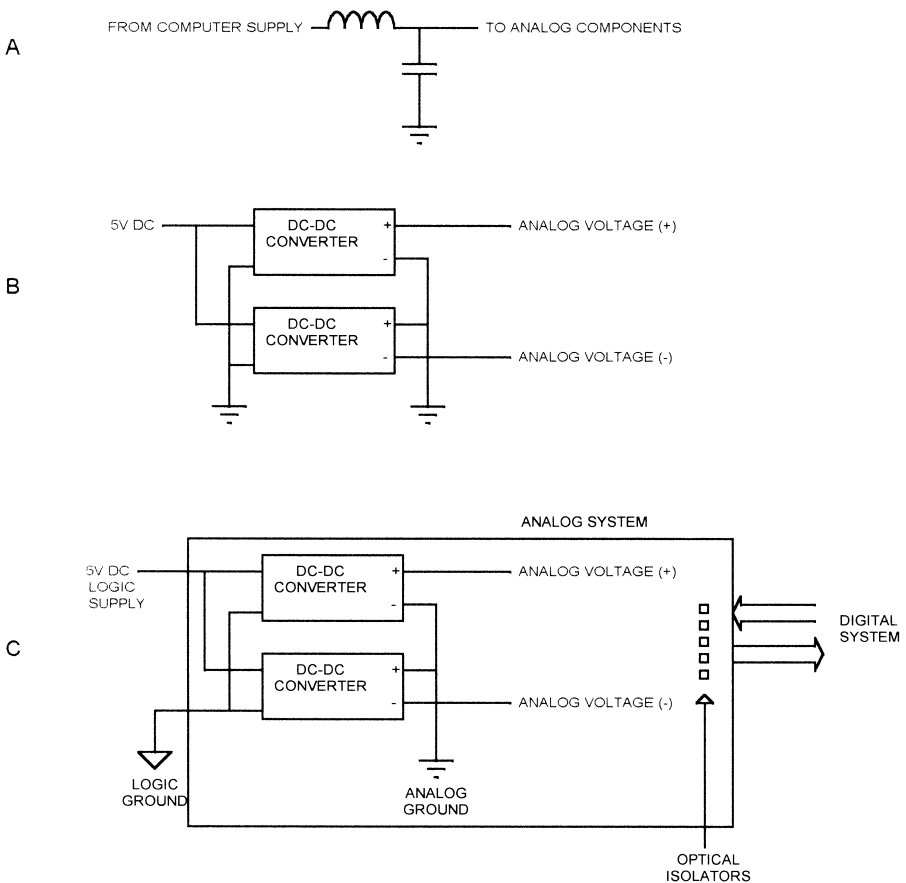 A
FROM COMPUTER SUPPLY
TO ANALOG COMPONENTS
B
5V DC
DC-DC
CONVERTER
+
-
ANALOG VOLTAGE (+)
DC-DC
CONVERTER
+
-
ANALOG VOLTAGE (-)
C
ANALOG SYSTEM
5V DC
LOGIC
SUPPLY
DC-DC
CONVERTER
+
-
ANALOG VOLTAGE (+)
DC-DC
CONVERTER
+
-
ANALOG VOLTAGE (-)
DIGITAL
SYSTEM
LOGIC
GROUND
ANALOG
GROUND
OPTICAL
ISOLATORS